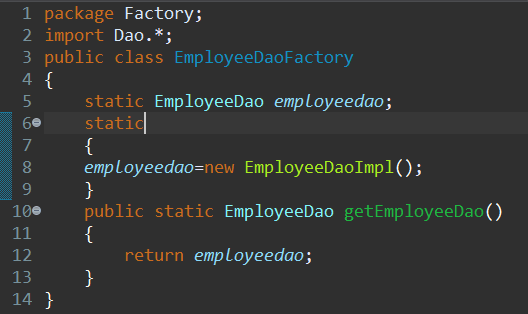 1 package Factory;
2 import Dao.*;
3 public class EmployeeDaoFactory
4 {
5     static EmployeeDao employeedao;
6     static
7     {
8     employeedao=new EmployeeDaoImpl();
9     }
10     public static EmployeeDao getEmployeeDao()
11     {
12         return employeedao;
13     }
14 }